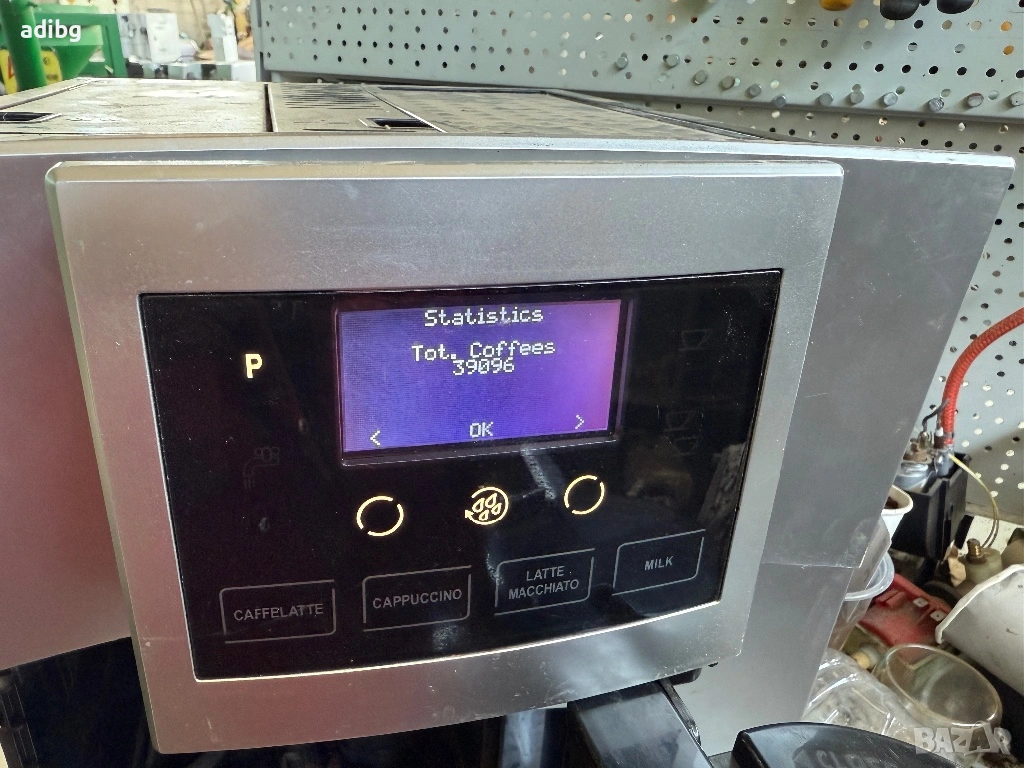 adibg
Statistics
Tot. Coffees
39096
P
< OK >
CAFFELATTE
CAPPUCCINO
LATTE
MACCHIATO
MILK
BAZAR